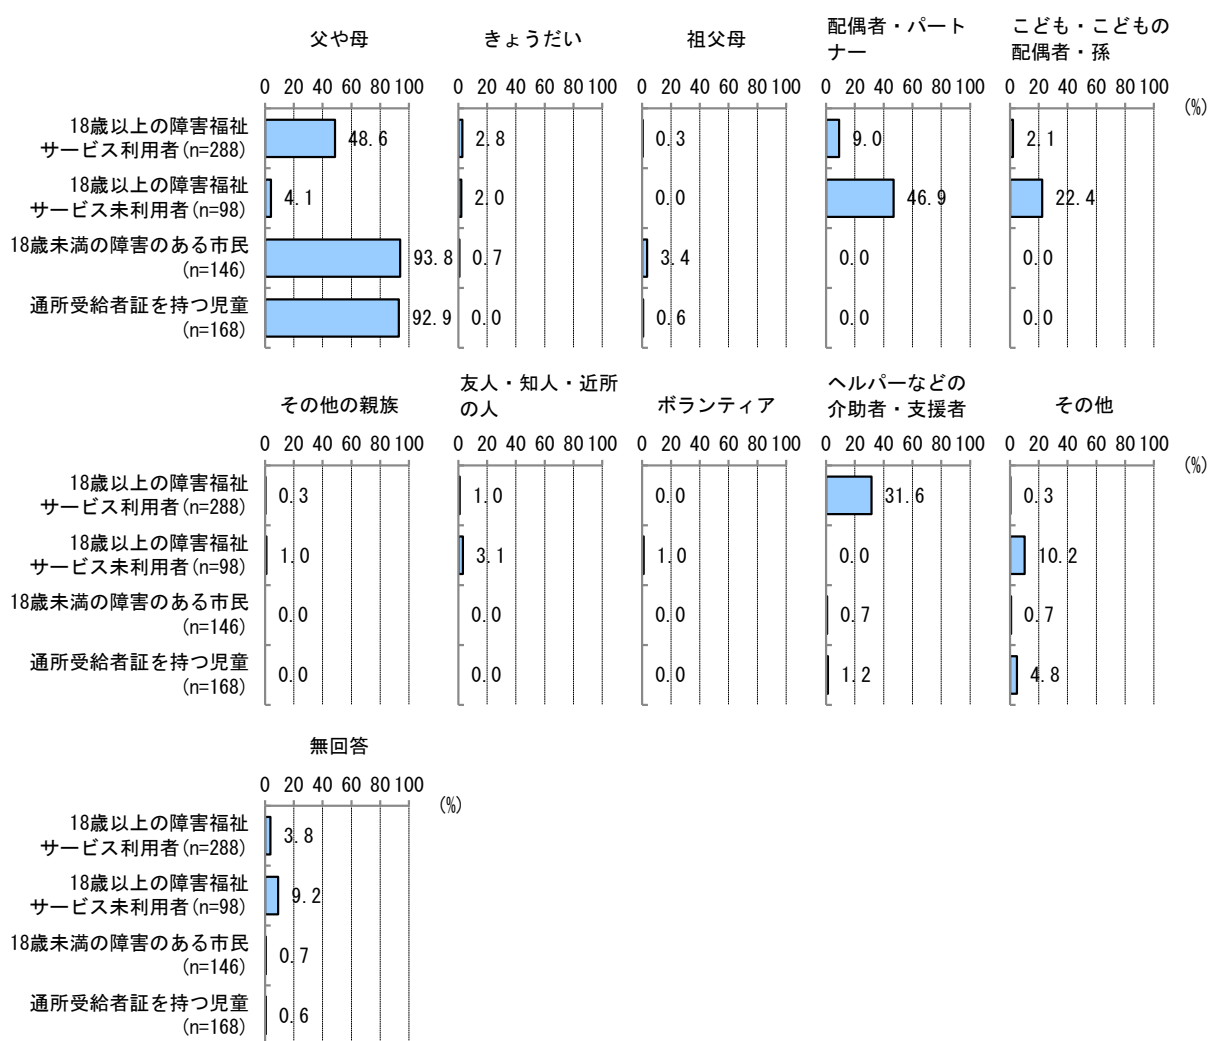 父や母
きょうだい
祖父母
配偶者・パート
ナー
こども・こどもの
配偶者・孫
0 20 40 60 80 100
0 20 40 60 80 100
0 20 40 60 80 100
0 20 40 60 80 100
0 20 40 60 80 100
(%)
18歳以上の障害福祉
サービス利用者(n=288)
48.6
2.8
0.3
9.0
2.1
18歳以上の障害福祉
サービス未利用者(n=98)
4.1
2.0
0.0
46.9
22.4
18歳未満の障害のある市民
(n=146)
93.8
0.7
3.4
0.0
0.0
通所受給者証を持つ児童
(n=168)
92.9
0.0
0.6
0.0
0.0
その他の親族
友人・知人・近所
の人
ボランティア
ヘルパーなどの
介助者・支援者
その他
0 20 40 60 80 100
0 20 40 60 80 100
0 20 40 60 80 100
0 20 40 60 80 100
0 20 40 60 80 100
(%)
18歳以上の障害福祉
サービス利用者(n=288)
0.3
1.0
0.0
31.6
0.3
18歳以上の障害福祉
サービス未利用者(n=98)
1.0
3.1
1.0
0.0
10.2
18歳未満の障害のある市民
(n=146)
0.0
0.0
0.0
0.7
0.7
通所受給者証を持つ児童
(n=168)
0.0
0.0
0.0
1.2
4.8
無回答
0 20 40 60 80 100
(%)
18歳以上の障害福祉
サービス利用者(n=288)
3.8
18歳以上の障害福祉
サービス未利用者(n=98)
9.2
18歳未満の障害のある市民
(n=146)
0.7
通所受給者証を持つ児童
(n=168)
0.6